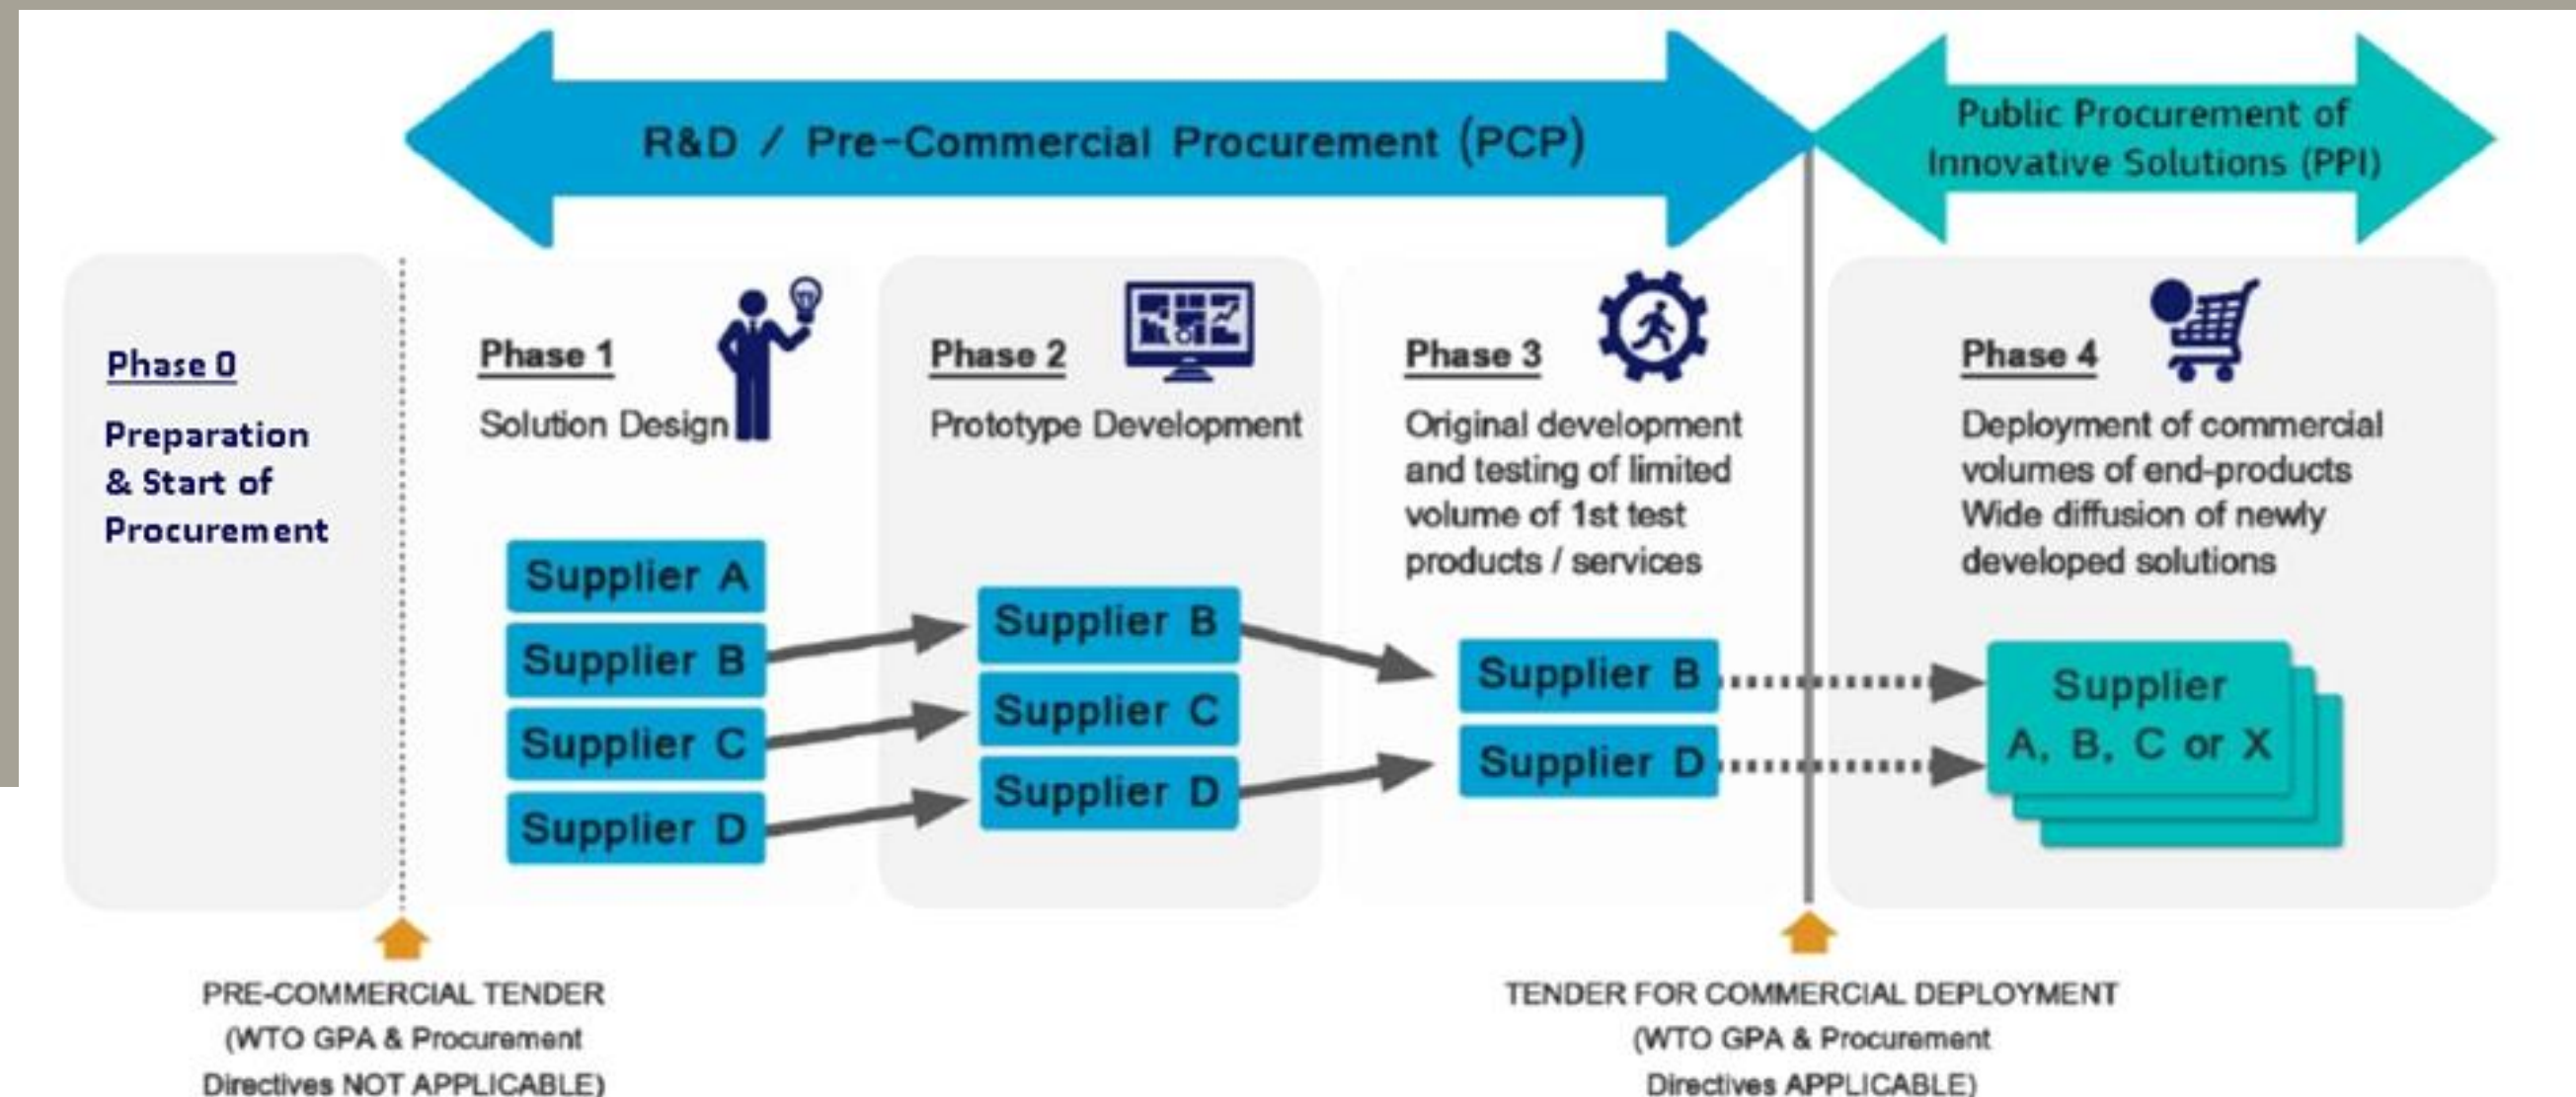 R&D / Pre-Commercial Procurement (PCP)
Public Procurement of
Innovative Solutions (PPI)
Phase 0
Preparation
& Start of
Procurement
Phase 1
Solution Design
Supplier A
Supplier B
Supplier C
Supplier D
Phase 2
Prototype Development
Supplier B
Supplier C
Supplier D
Phase 3
Original development
and testing of limited
volume of 1st test
products / services
Supplier B
Supplier D
Phase 4
Deployment of commercial
volumes of end-products
Wide diffusion of newly
developed solutions
Supplier
A, B, C or X
PRE-COMMERCIAL TENDER
(WTO GPA & Procurement
Directives NOT APPLICABLE)
TENDER FOR COMMERCIAL DEPLOYMENT
(WTO GPA & Procurement
Directives APPLICABLE)